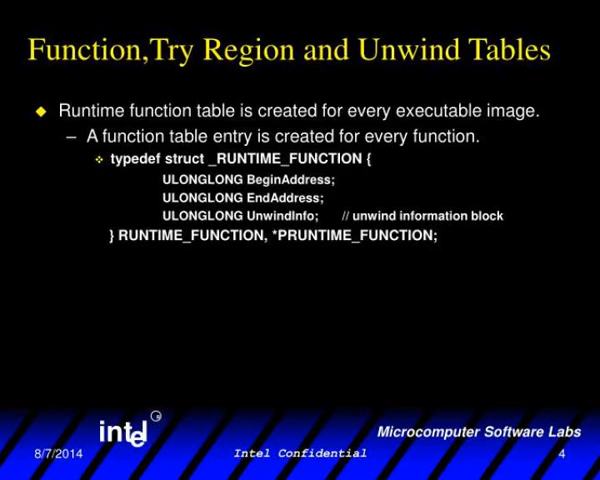 Function,Try Region and Unwind Tables
Runtime function table is created for every executable image.
– A function table entry is created for every function.
typedef struct _RUNTIME_FUNCTION {
ULONGLONG BeginAddress;
ULONGLONG EndAddress;
ULONGLONG UnwindInfo; // unwind information block
} RUNTIME_FUNCTION, *PRUNTIME_FUNCTION;
intel ®
Microcomputer Software Labs
8/7/2014 Intel Confidential 4